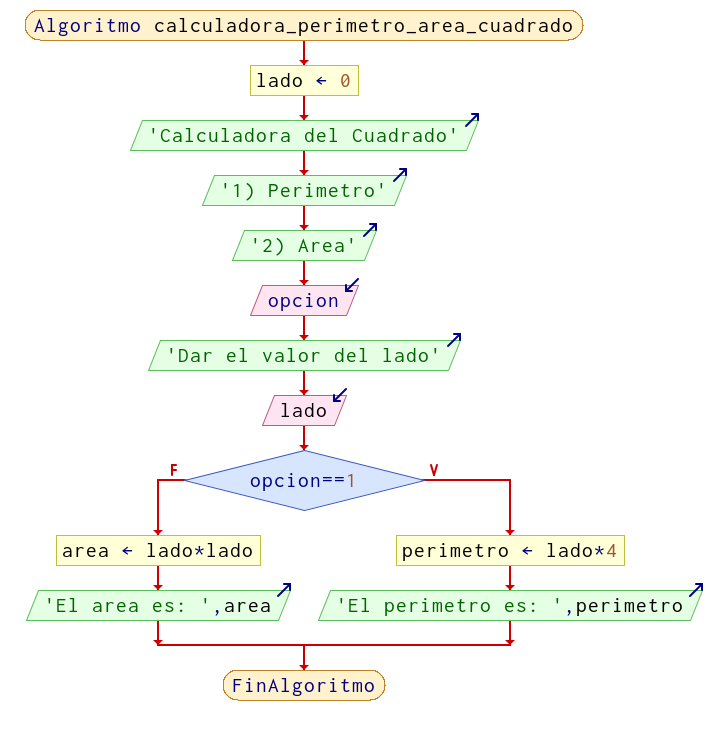 Algoritmo calculadora_perimetro_area_cuadrado
lado ← 0
'Calculadora del Cuadrado'
'1) Perimetro'
'2) Area'
opcion
'Dar el valor del lado'
lado
F
V
opcion==1
area ← lado*lado
perimetro ← lado*4
'El area es: ',area
'El perimetro es: ',perimetro
FinAlgoritmo